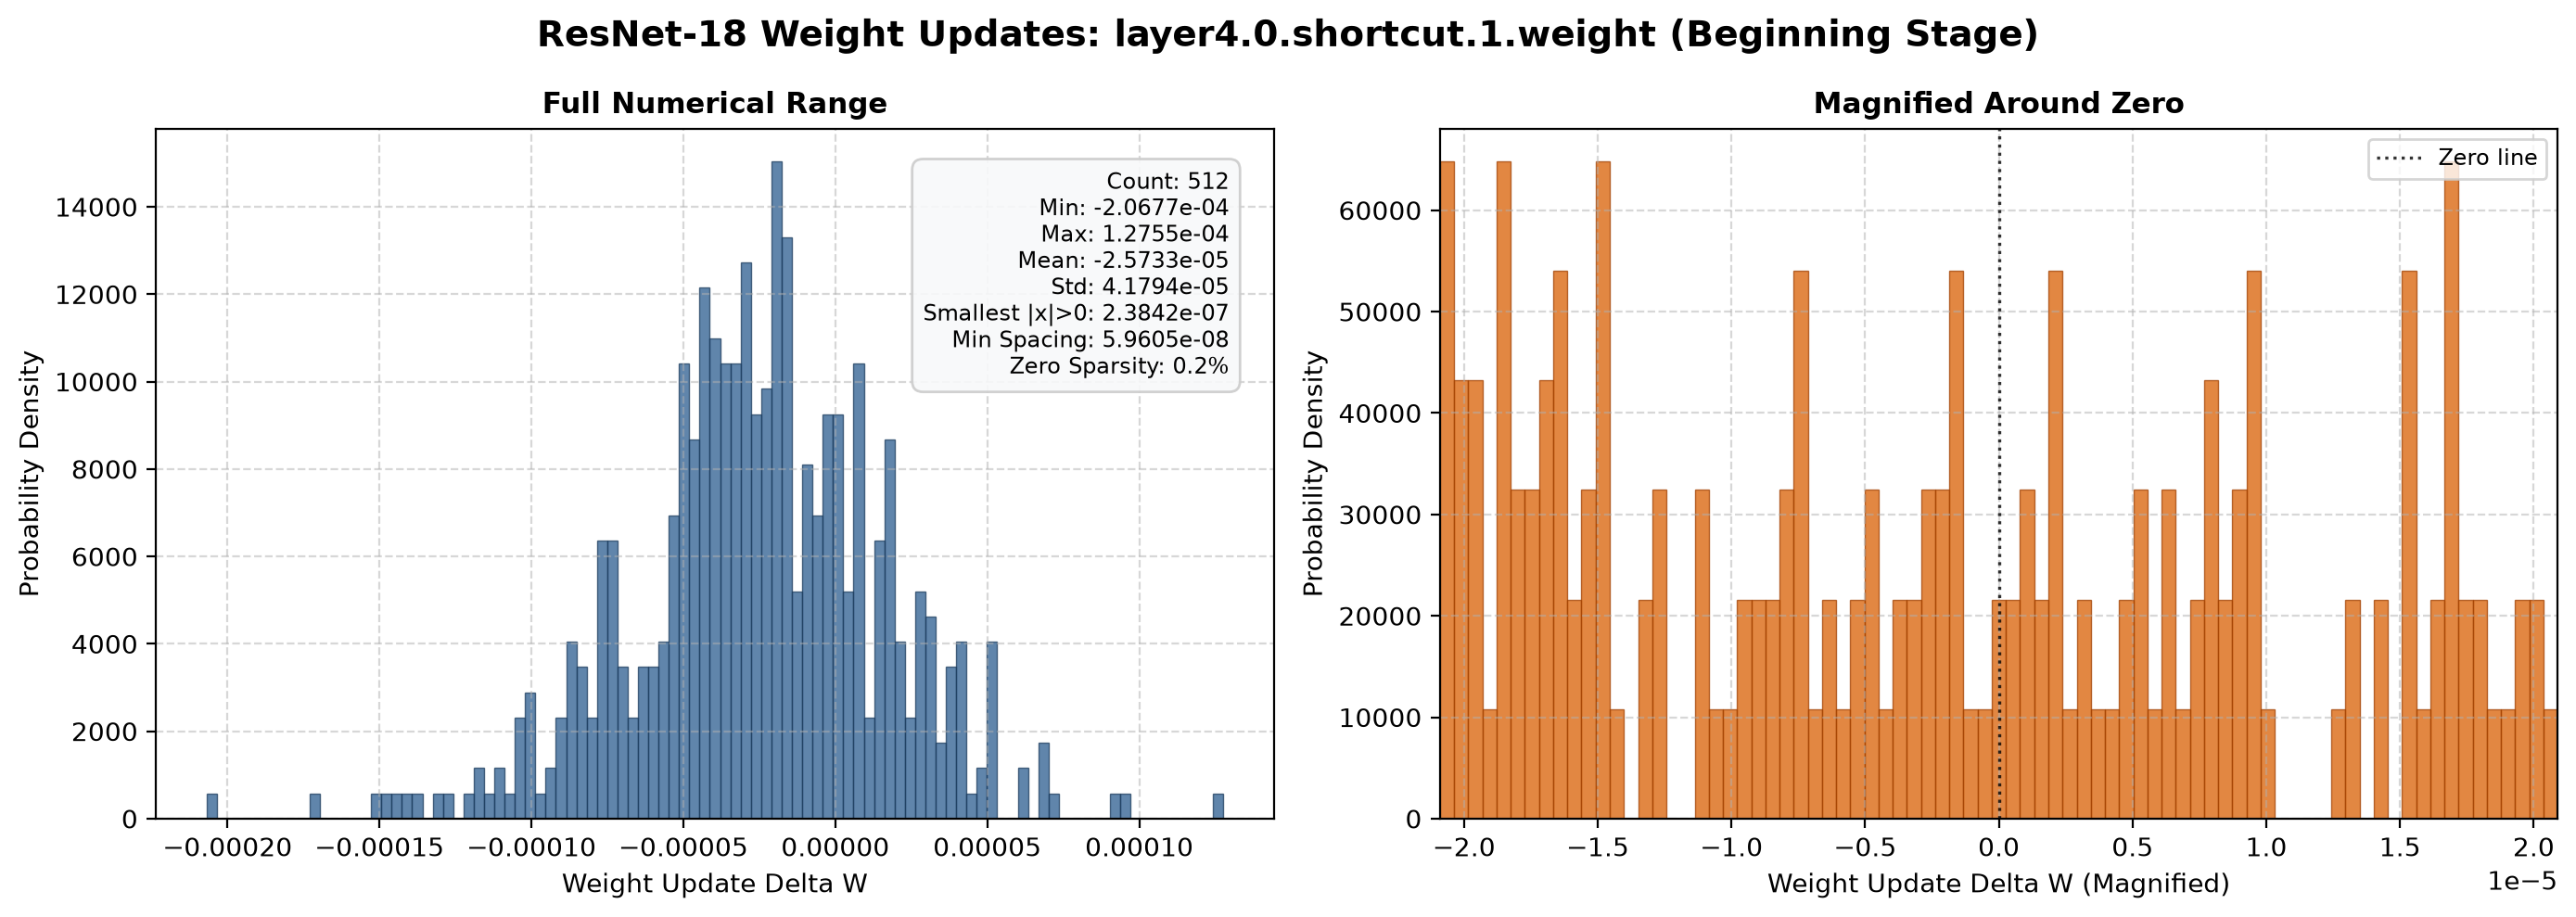 ResNet-18 Weight Updates: layer4.0.shortcut.1.weight (Beginning Stage)
Full Numerical Range
Probability Density
14000
12000
10000
8000
6000
4000
2000
0
Count: 512
Min: -2.0677e-04
Max: 1.2755e-04
Mean: -2.5733e-05
Std: 4.1794e-05
Smallest |x|>0: 2.3842e-07
Min Spacing: 5.9605e-08
Zero Sparsity: 0.2%
−0.00020 −0.00015 −0.00010 −0.00005 0.00000 0.00005 0.00010
Weight Update Delta W
Magnified Around Zero
Probability Density
60000
50000
40000
30000
20000
10000
0
Zero line
−2.0 −1.5 −1.0 −0.5 0.0 0.5 1.0 1.5 2.0
1e−5
Weight Update Delta W (Magnified)